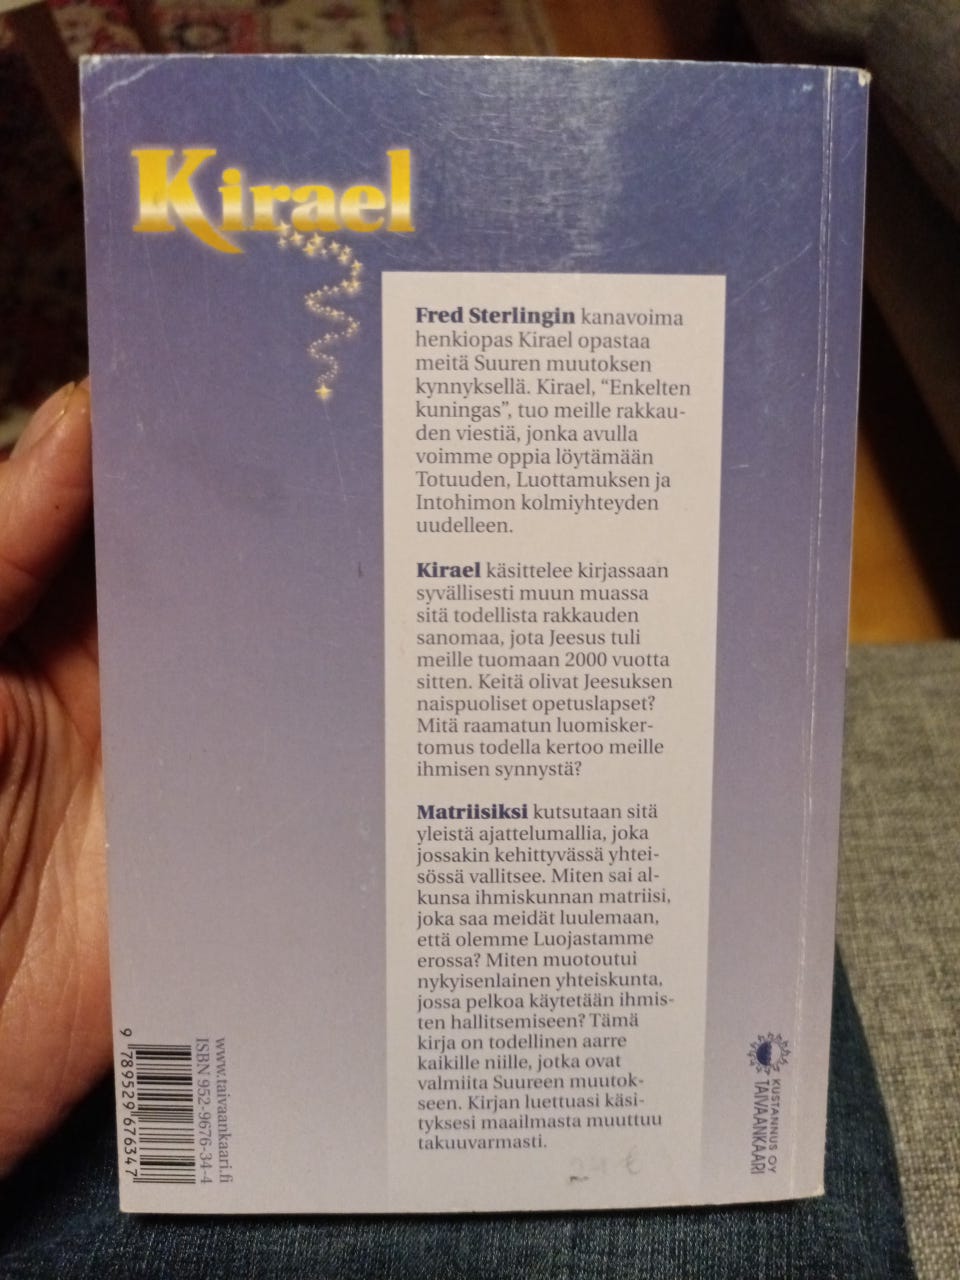 Kirael
Fred Sterlingin kanavoima
henkiopas Kirael opastaa
meitä Suuren muutoksen
kynnyksellä. Kirael, “Enkelten
kuningas”, tuo meille rakkau-
den viestiä, jonka avulla
voimme oppia löytämään
Totuuden, Luottamuksen ja
Intohimon kolmiyhteyden
uudelleen.
Kirael käsittelee kirjassaan
syvällisesti muun muassa
sitä todellista rakkauden
sanomaa, jota Jeesus tuli
meille tuomaan 2000 vuotta
sitten. Keitä olivat Jeesuksen
naispuoliset opetuslapset?
Mitä raamatun luomisker-
tomus todella kertoo meille
ihmisen synnystä?
Matriisiksi kutsutaan sitä
yleistä ajattelumallia, joka
jossakin kehittyvässä yhtei-
sössä vallitsee. Miten sai al-
kunsa ihmiskunnan matriisi,
joka saa meidät luulemaan,
että olemme Luojastamme
erossa? Miten muotoutui
nykyisenlainen yhteiskunta,
jossa pelkoa käytetään ihmis-
ten hallitsemiseen? Tämä
kirja on todellinen aarre
kaikille niille, jotka ovat
valmiita Suureen muutok-
seen. Kirjan luettuasi käsi-
tyksesi maailmasta muuttuu
takuuvarmasti.
www.taivaankaari.fi
ISBN 952-9676-34-4
9 789529 676347
KUSTANNUS OY
TAIVAANKAARI